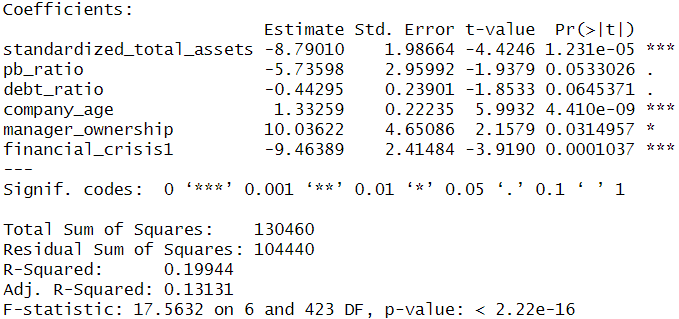 Coefficients:
Estimate Std. Error t-value Pr(>|t|)
standardized_total_assets -8.79010 1.98664 -4.4246 1.231e-05 ***
pb_ratio -5.73598 2.95992 -1.9379 0.0533026 .
debt_ratio -0.44295 0.23901 -1.8533 0.0645371 .
company_age 1.33259 0.22235 5.9932 4.410e-09 ***
manager_ownership 10.03622 4.65086 2.1579 0.0314957 *
financial_crisis1 -9.46389 2.41484 -3.9190 0.0001037 ***
---
Signif. codes: 0 ‘***’ 0.001 ‘**’ 0.01 ‘*’ 0.05 ‘.’ 0.1 ‘ ’ 1
Total Sum of Squares: 130460
Residual Sum of Squares: 104440
R-Squared: 0.19944
Adj. R-Squared: 0.13131
F-statistic: 17.5632 on 6 and 423 DF, p-value: < 2.22e-16